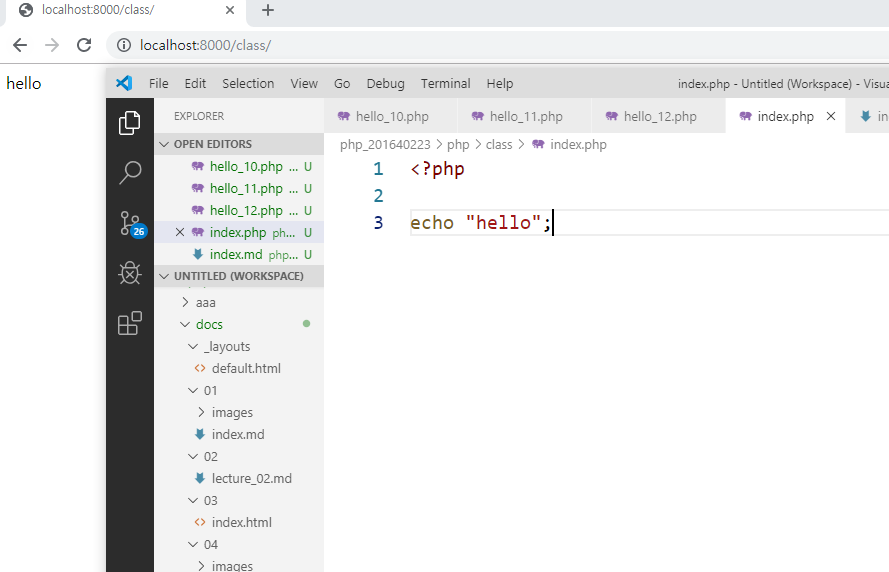 localhost:8000/class/
localhost:8000/class/
hello
File Edit Selection View Go Debug Terminal Help
index.php - Untitled (Workspace) - Visua
EXPLORER
hello_10.php hello_11.php hello_12.php index.php in
OPEN EDITORS
php_201640223 > php > class > index.php
hello_10.php ... U
hello_11.php ... U
hello_12.php ... U
index.php ph... U
index.md php... U
26
UNTITLED (WORKSPACE)
aaa
docs
_layouts
default.html
01
images
index.md
02
lecture_02.md
03
index.html
04
images
1 <?php
2
3 echo "hello";